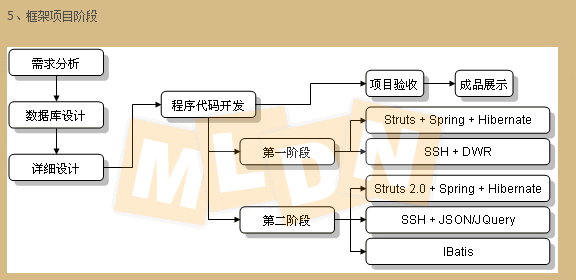 5、框架项目阶段
需求分析
数据库设计
详细设计
程序代码开发
项目验收
成品展示
第一阶段
Struts + Spring + Hibernate
SSH + DWR
第二阶段
Struts 2.0 + Spring + Hibernate
SSH + JSON/JQuery
IBatis
MLDN